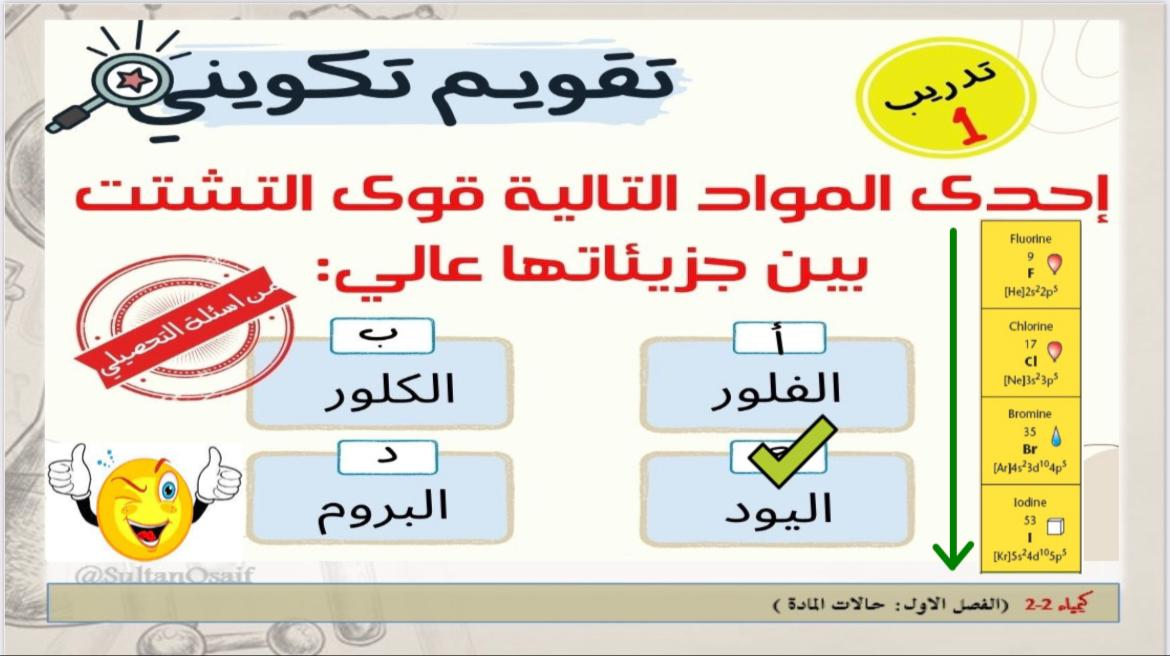 تقويم تكويني
تدريب
1
إحدى المواد التالية قوى التشتت
بين جزيئاتها عالي:
من اسئلة التحصيلي
أ
الفلور
ب
الكلور
اليود
د
البروم
Fluorine
9
F
[He]2s²2p⁵
Chlorine
17
Cl
[Ne]3s²3p⁵
Bromine
35
Br
[Ar]4s²3d¹⁰4p⁵
Iodine
53
I
[Kr]5s²4d¹⁰5p⁵
@SultanQsaif
كيمياء 2-2 (الفصل الاول: حالات المادة )